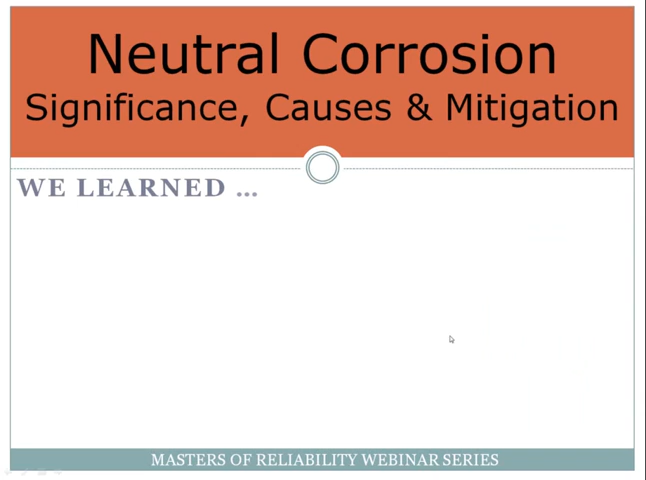 Neutral Corrosion
Significance, Causes & Mitigation
WE LEARNED ...
MASTERS OF RELIABILITY WEBINAR SERIES